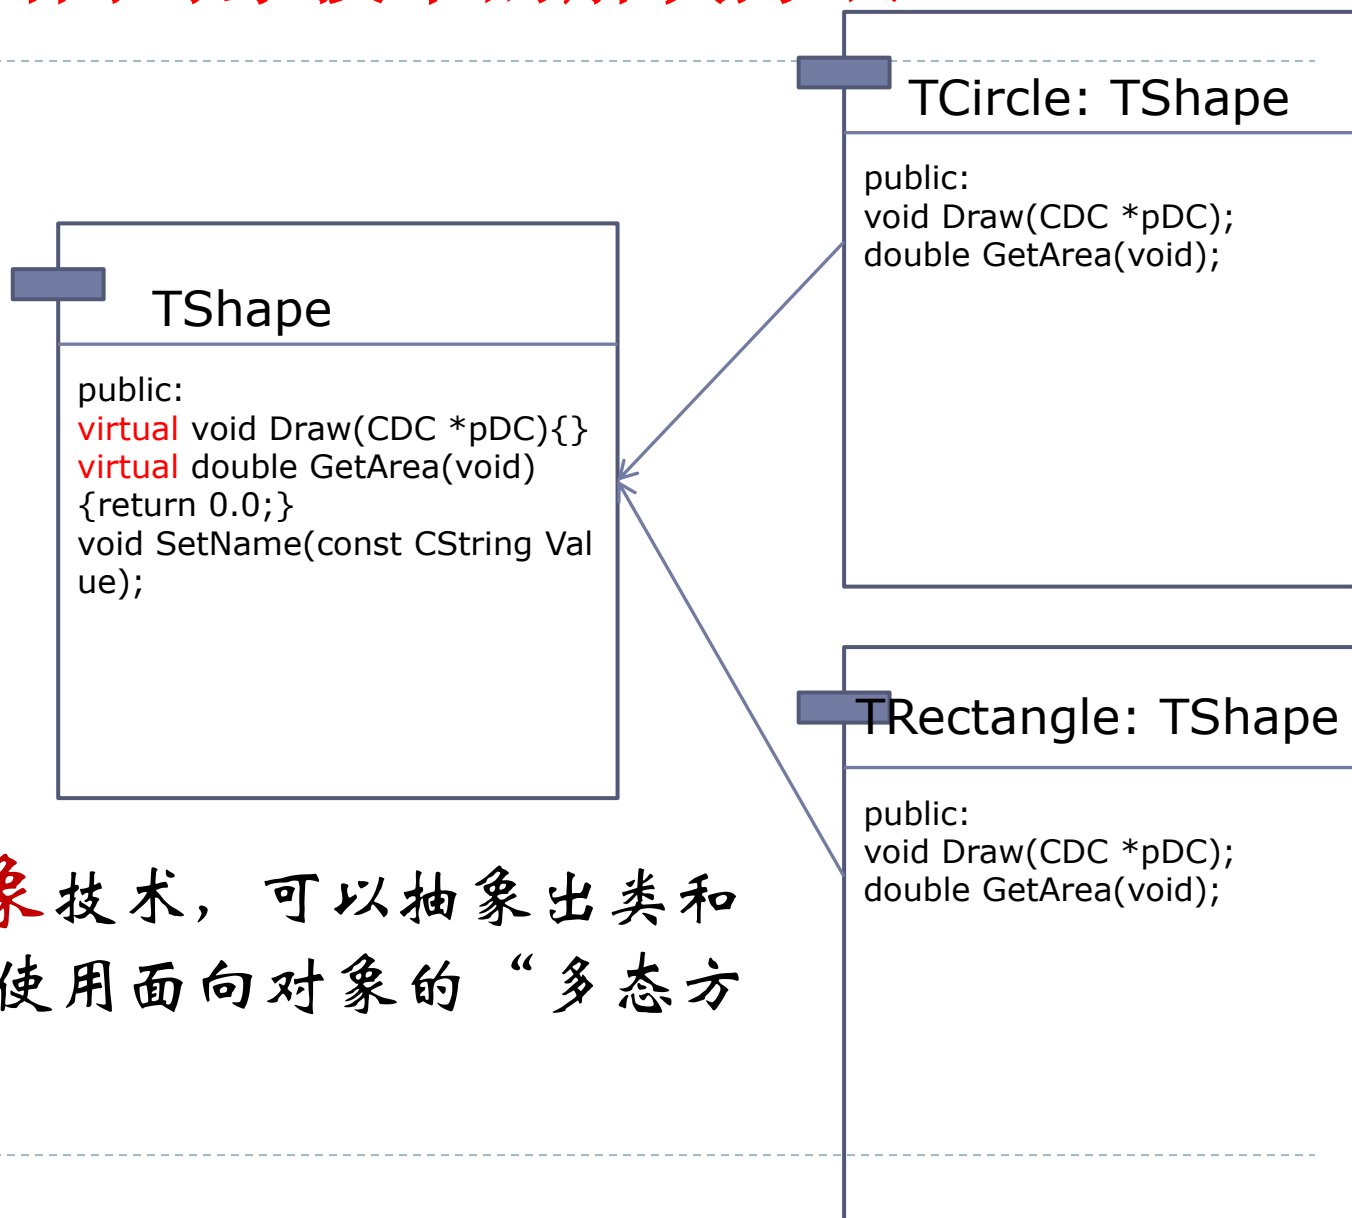 TCircle: TShape
public:
void Draw(CDC *pDC);
double GetArea(void);
TShape
public:
virtual void Draw(CDC *pDC){}
virtual double GetArea(void)
{return 0.0;}
void SetName(const CString Val
ue);
TRectangle: TShape
public:
void Draw(CDC *pDC);
double GetArea(void);
象技术，可以抽象出类和
使用面向对象的“多态方